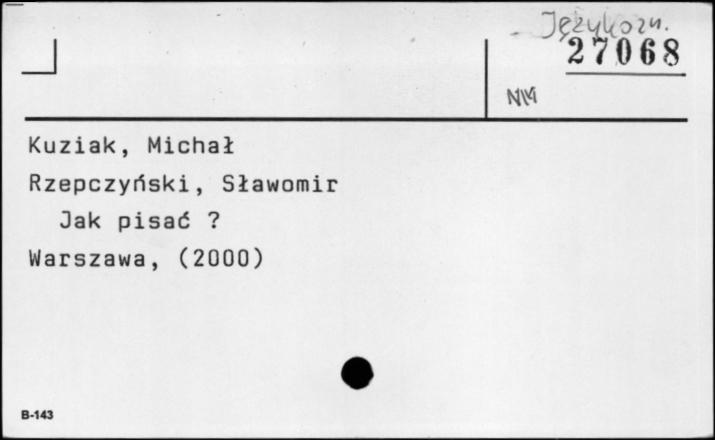 Językozn.
27068
Kuziak, Michał
Rzepczyński, Sławomir
Jak pisać ?
Warszawa, (2000)
B-143